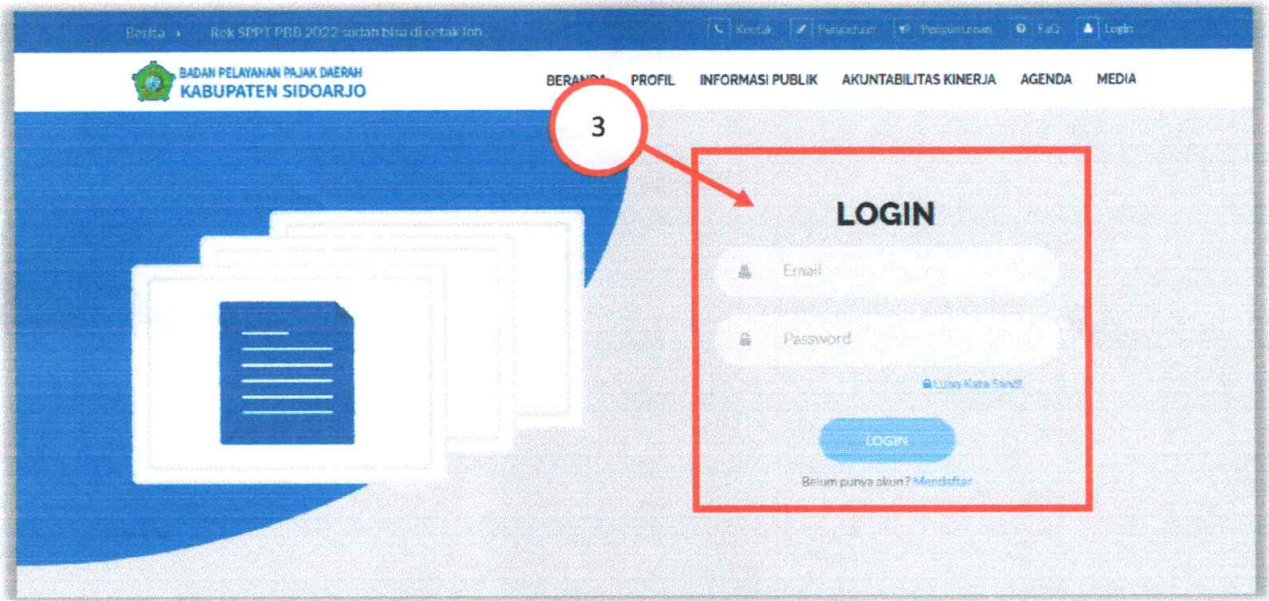 Berita Rek SPPT PBB 2022 sudah bisa di cetak loh.
Kontak Pengaduan Pengumuman FaQ Login
BADAN PELAYANAN PAJAK DAERAH
KABUPATEN SIDOARJO
BERANDA PROFIL INFORMASI PUBLIK AKUNTABILITAS KINERJA AGENDA MEDIA
3
LOGIN
Email
Password
Lupa Kata Sandi!
LOGIN
Belum punya akun? Mendaftar